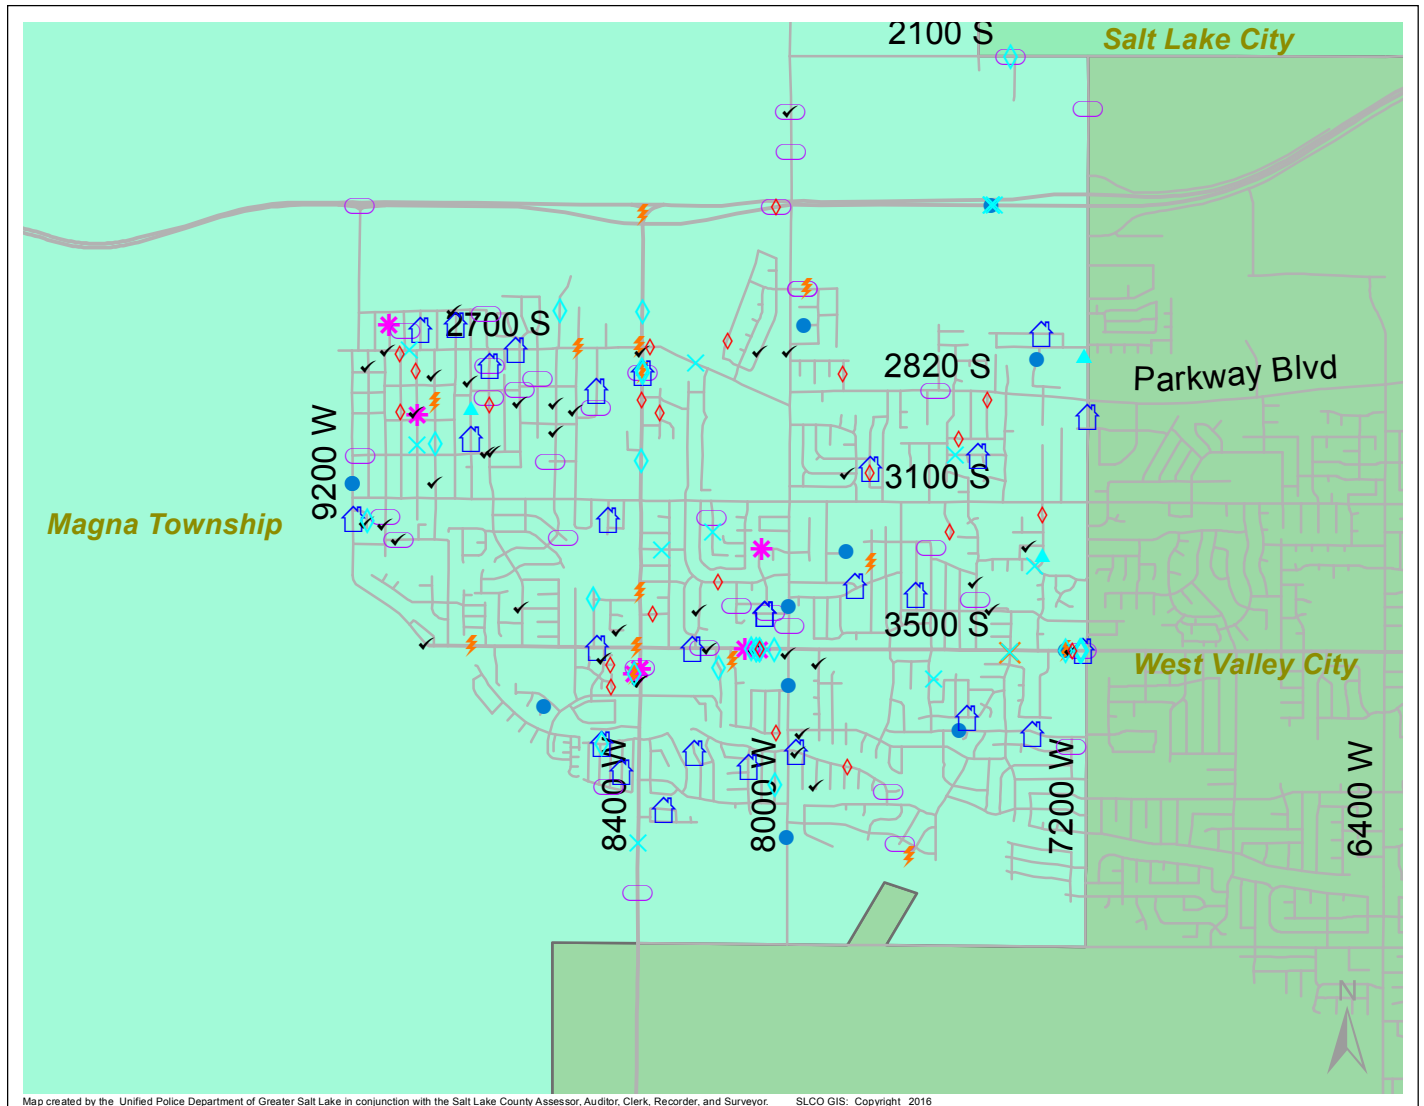 2100 S
Salt Lake City
2700 S
2820 S
Parkway Blvd
9200 W
3100 S
Magna Township
3500 S
West Valley City
8400 W
8000 W
7200 W
6400 W
N
Map created by the Unified Police Department of Greater Salt Lake in conjunction with the Salt Lake County Assessor, Auditor, Clerk, Recorder, and Surveyor. SLCO GIS: Copyright 2016